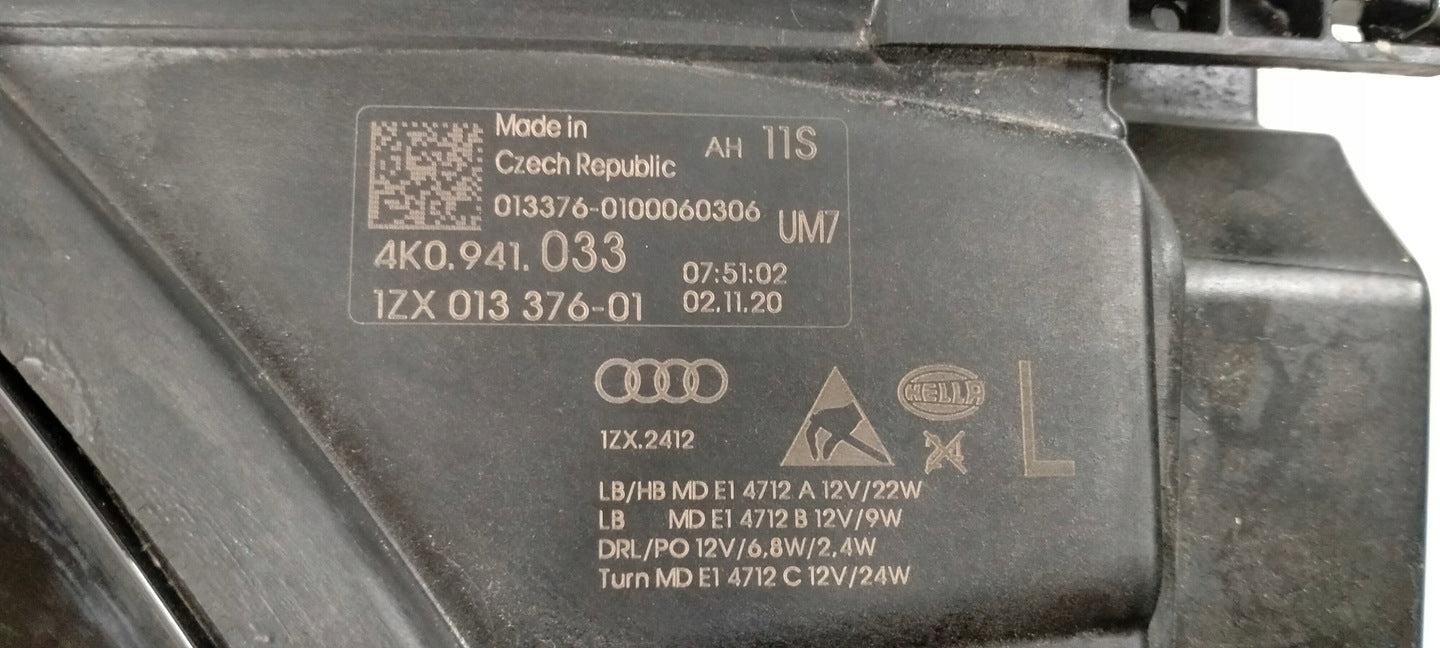 Made in
Czech Republic
AH 11S
013376-0100060306
UM7
4K0.941.033
07:51:02
1ZX 013 376-01
02.11.20
1ZX.2412
HELLA
L
LB/HB MD E1 4712 A 12V/22W
LB MD E1 4712 B 12V/9W
DRL/PO 12V/6,8W/2,4W
Turn MD E1 4712 C 12V/24W